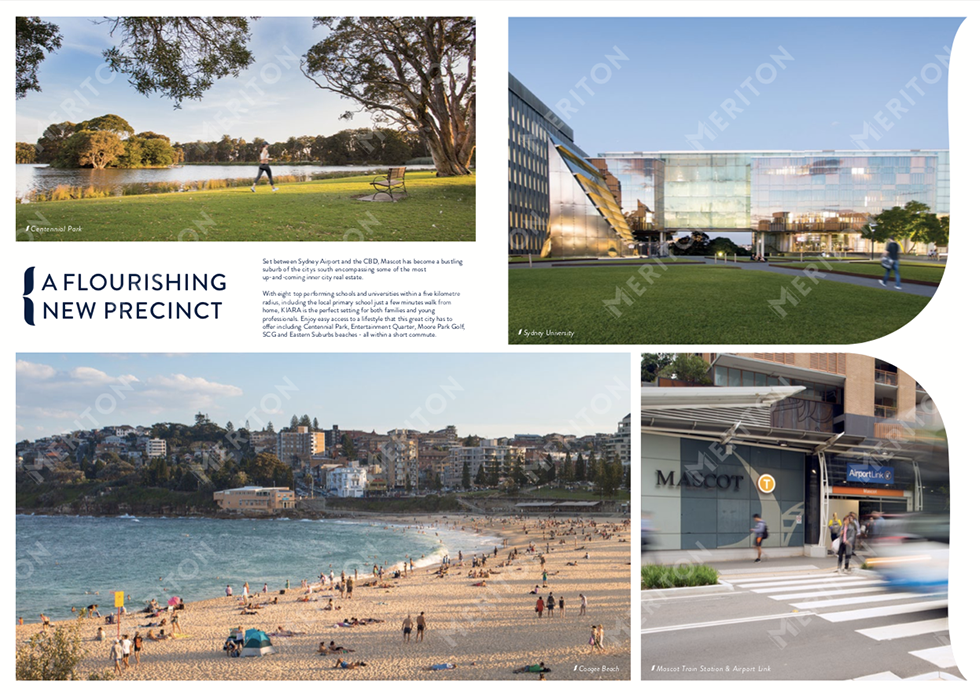 Centennial Park
Sydney University
A FLOURISHING
NEW PRECINCT
Set between Sydney Airport and the CBD, Mascot has become a bustling
suburb of the citys south encompassing some of the most
up-and-coming inner city real estate.
With eight top performing schools and universities within a five kilometre
radius, including the local primary school just a few minutes walk from
home, KIARA is the perfect setting for both families and young
professionals. Enjoy easy access to a lifestyle that this great city has to
offer including Centennial Park, Entertainment Quarter, Moore Park Golf,
SCG and Eastern Suburbs beaches - all within a short commute.
Coogee Beach
MASCOT
T
AirportLink
Mascot
Mascot Train Station & Airport Link
MERITON